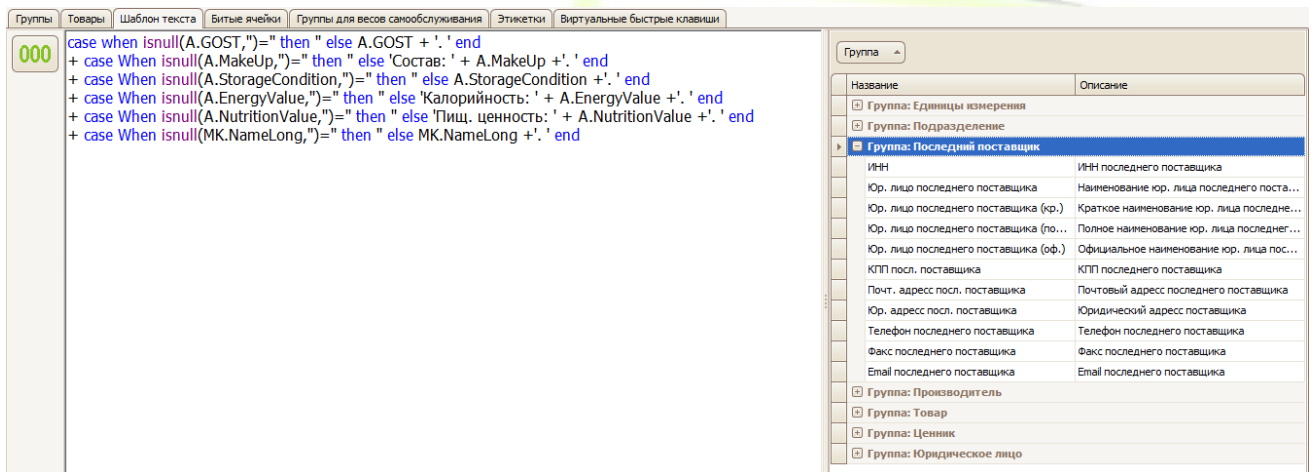 Группы Товары Шаблон текста Битые ячейки Группы для весов самообслуживания Этикетки Виртуальные быстрые клавиши
000
case when isnull(A.GOST,'')='' then '' else A.GOST + '. ' end
+ case When isnull(A.MakeUp,'')='' then '' else 'Состав: ' + A.MakeUp +'. ' end
+ case When isnull(A.StorageCondition,'')='' then '' else A.StorageCondition +'. ' end
+ case When isnull(A.EnergyValue,'')='' then '' else 'Калорийность: ' + A.EnergyValue +'. ' end
+ case When isnull(A.NutritionValue,'')='' then '' else 'Пищ. ценность: ' + A.NutritionValue +'. ' end
+ case When isnull(MK.NameLong,'')='' then '' else MK.NameLong +'. ' end
Группа
Название Описание
Группа: Единицы измерения
Группа: Подразделение
Группа: Последний поставщик
ИНН ИНН последнего поставщика
Юр. лицо последнего поставщика Наименование юр. лица последнего поста...
Юр. лицо последнего поставщика (кр.) Краткое наименование юр. лица последне...
Юр. лицо последнего поставщика (по... Полное наименование юр. лица последнег...
Юр. лицо последнего поставщика (оф.) Официальное наименование юр. лица пос...
КПП посл. поставщика КПП последнего поставщика
Почт. адресс посл. поставщика Почтовый адресс последнего поставщика
Юр. адресс посл. поставщика Юридический адресс поставщика
Телефон последнего поставщика Телефон последнего поставщика
Факс последнего поставщика Факс последнего поставщика
Email последнего поставщика Email последнего поставщика
Группа: Производитель
Группа: Товар
Группа: Ценник
Группа: Юридическое лицо